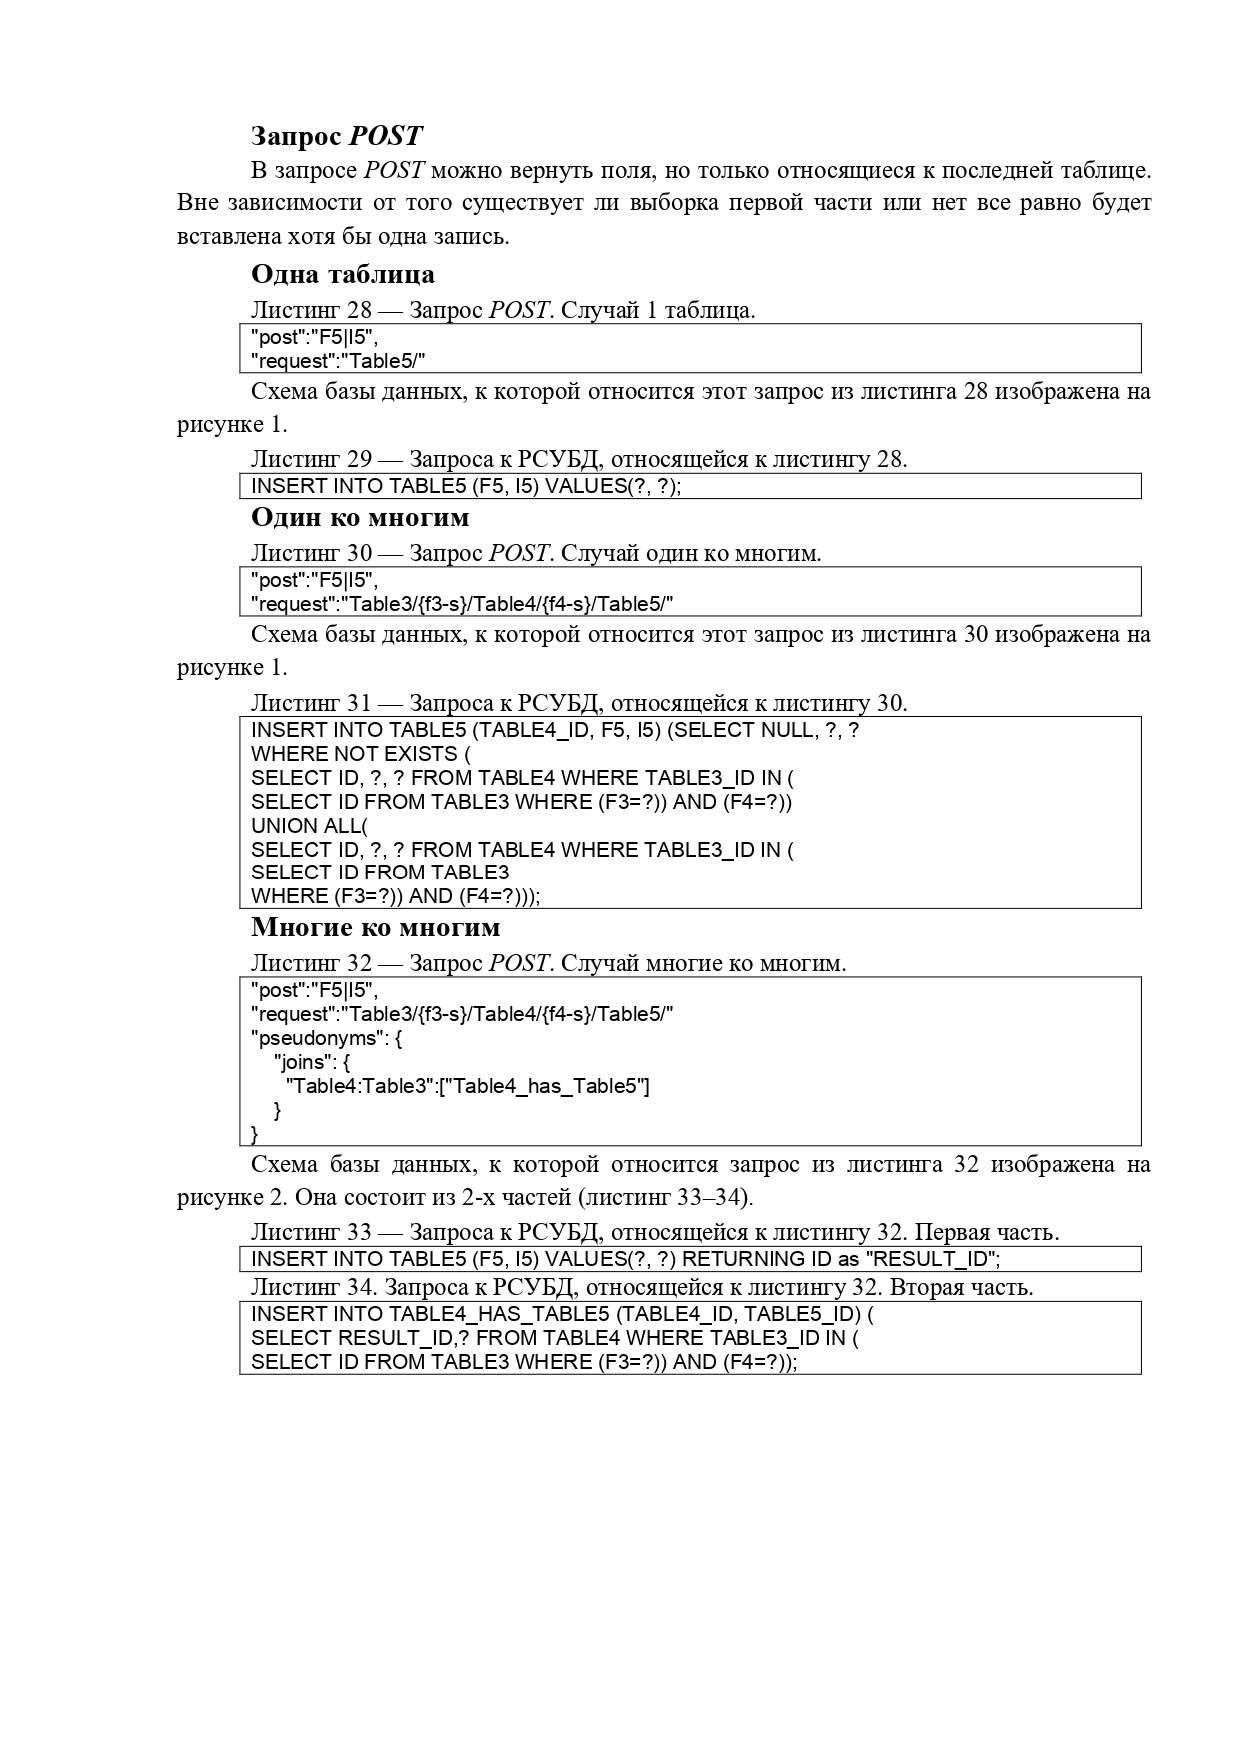 Запрос POST
В запросе POST можно вернуть поля, но только относящиеся к последней таблице.
Вне зависимости от того существует ли выборка первой части или нет все равно будет
вставлена хотя бы одна запись.
Одна таблица
Листинг 28 — Запрос POST. Случай 1 таблица.
"post":"F5|I5",
"request":"Table5/"
Схема базы данных, к которой относится этот запрос из листинга 28 изображена на
рисунке 1.
Листинг 29 — Запроса к РСУБД, относящейся к листингу 28.
INSERT INTO TABLE5 (F5, I5) VALUES(?, ?);
Один ко многим
Листинг 30 — Запрос POST. Случай один ко многим.
"post":"F5|I5",
"request":"Table3/{f3-s}/Table4/{f4-s}/Table5/"
Схема базы данных, к которой относится этот запрос из листинга 30 изображена на
рисунке 1.
Листинг 31 — Запроса к РСУБД, относящейся к листингу 30.
INSERT INTO TABLE5 (TABLE4_ID, F5, I5) (SELECT NULL, ?, ?
WHERE NOT EXISTS (
SELECT ID, ?, ? FROM TABLE4 WHERE TABLE3_ID IN (
SELECT ID FROM TABLE3 WHERE (F3=?)) AND (F4=?))
UNION ALL(
SELECT ID, ?, ? FROM TABLE4 WHERE TABLE3_ID IN (
SELECT ID FROM TABLE3
WHERE (F3=?)) AND (F4=?)));
Многие ко многим
Листинг 32 — Запрос POST. Случай многие ко многим.
"post":"F5|I5",
"request":"Table3/{f3-s}/Table4/{f4-s}/Table5/"
"pseudonyms": {
"joins": {
"Table4:Table3":["Table4_has_Table5"]
}
}
Схема базы данных, к которой относится запрос из листинга 32 изображена на
рисунке 2. Она состоит из 2-х частей (листинг 33–34).
Листинг 33 — Запроса к РСУБД, относящейся к листингу 32. Первая часть.
INSERT INTO TABLE5 (F5, I5) VALUES(?, ?) RETURNING ID as "RESULT_ID";
Листинг 34. Запроса к РСУБД, относящейся к листингу 32. Вторая часть.
INSERT INTO TABLE4_HAS_TABLE5 (TABLE4_ID, TABLE5_ID) (
SELECT RESULT_ID,? FROM TABLE4 WHERE TABLE3_ID IN (
SELECT ID FROM TABLE3 WHERE (F3=?)) AND (F4=?));